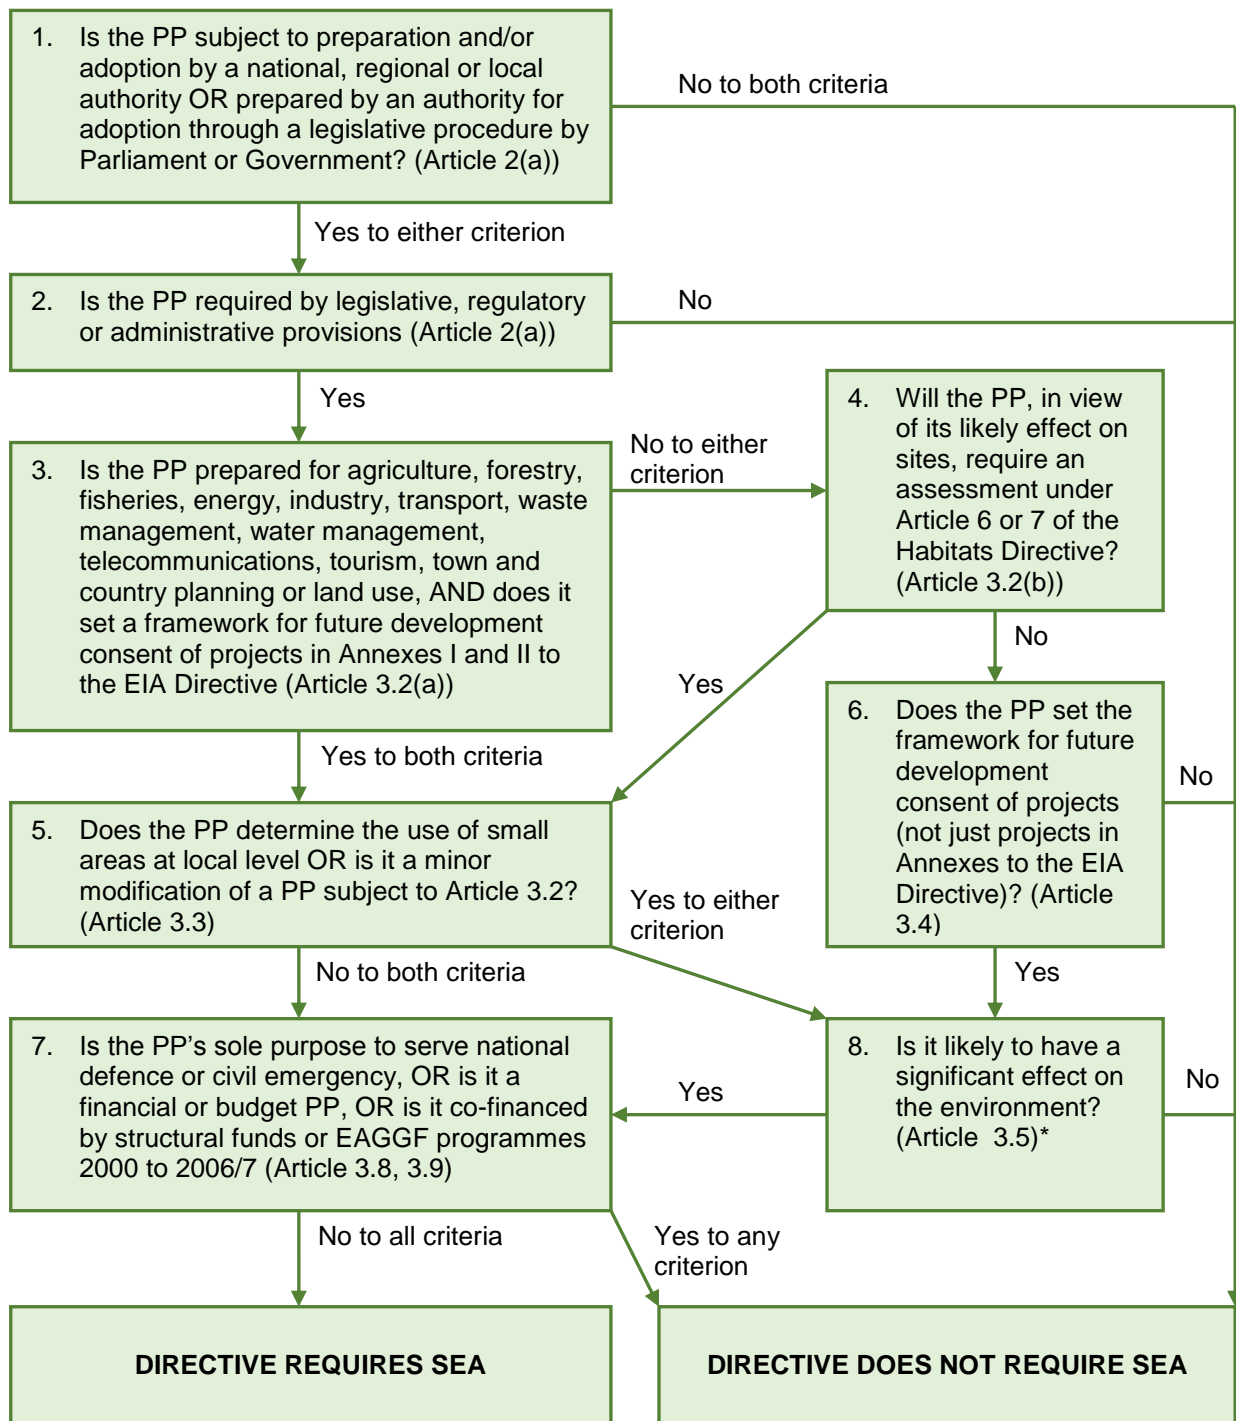 1. Is the PP subject to preparation and/or
adoption by a national, regional or local
authority OR prepared by an authority for
adoption through a legislative procedure by
Parliament or Government? (Article 2(a))
No to both criteria
Yes to either criterion
2. Is the PP required by legislative, regulatory
or administrative provisions (Article 2(a))
No
Yes
3. Is the PP prepared for agriculture, forestry,
fisheries, energy, industry, transport, waste
management, water management,
telecommunications, tourism, town and
country planning or land use, AND does it
set a framework for future development
consent of projects in Annexes I and II to
the EIA Directive (Article 3.2(a))
No to either
criterion
4. Will the PP, in view
of its likely effect on
sites, require an
assessment under
Article 6 or 7 of the
Habitats Directive?
(Article 3.2(b))
Yes
No
Yes to both criteria
6. Does the PP set the
framework for future
development
consent of projects
(not just projects in
Annexes to the EIA
Directive)? (Article
3.4)
No
5. Does the PP determine the use of small
areas at local level OR is it a minor
modification of a PP subject to Article 3.2?
(Article 3.3)
Yes to either
criterion
No to both criteria
Yes
7. Is the PP’s sole purpose to serve national
defence or civil emergency, OR is it a
financial or budget PP, OR is it co-financed
by structural funds or EAGGF programmes
2000 to 2006/7 (Article 3.8, 3.9)
Yes
8. Is it likely to have a
significant effect on
the environment?
(Article 3.5)*
No
No to all criteria
Yes to any
criterion
DIRECTIVE REQUIRES SEA
DIRECTIVE DOES NOT REQUIRE SEA